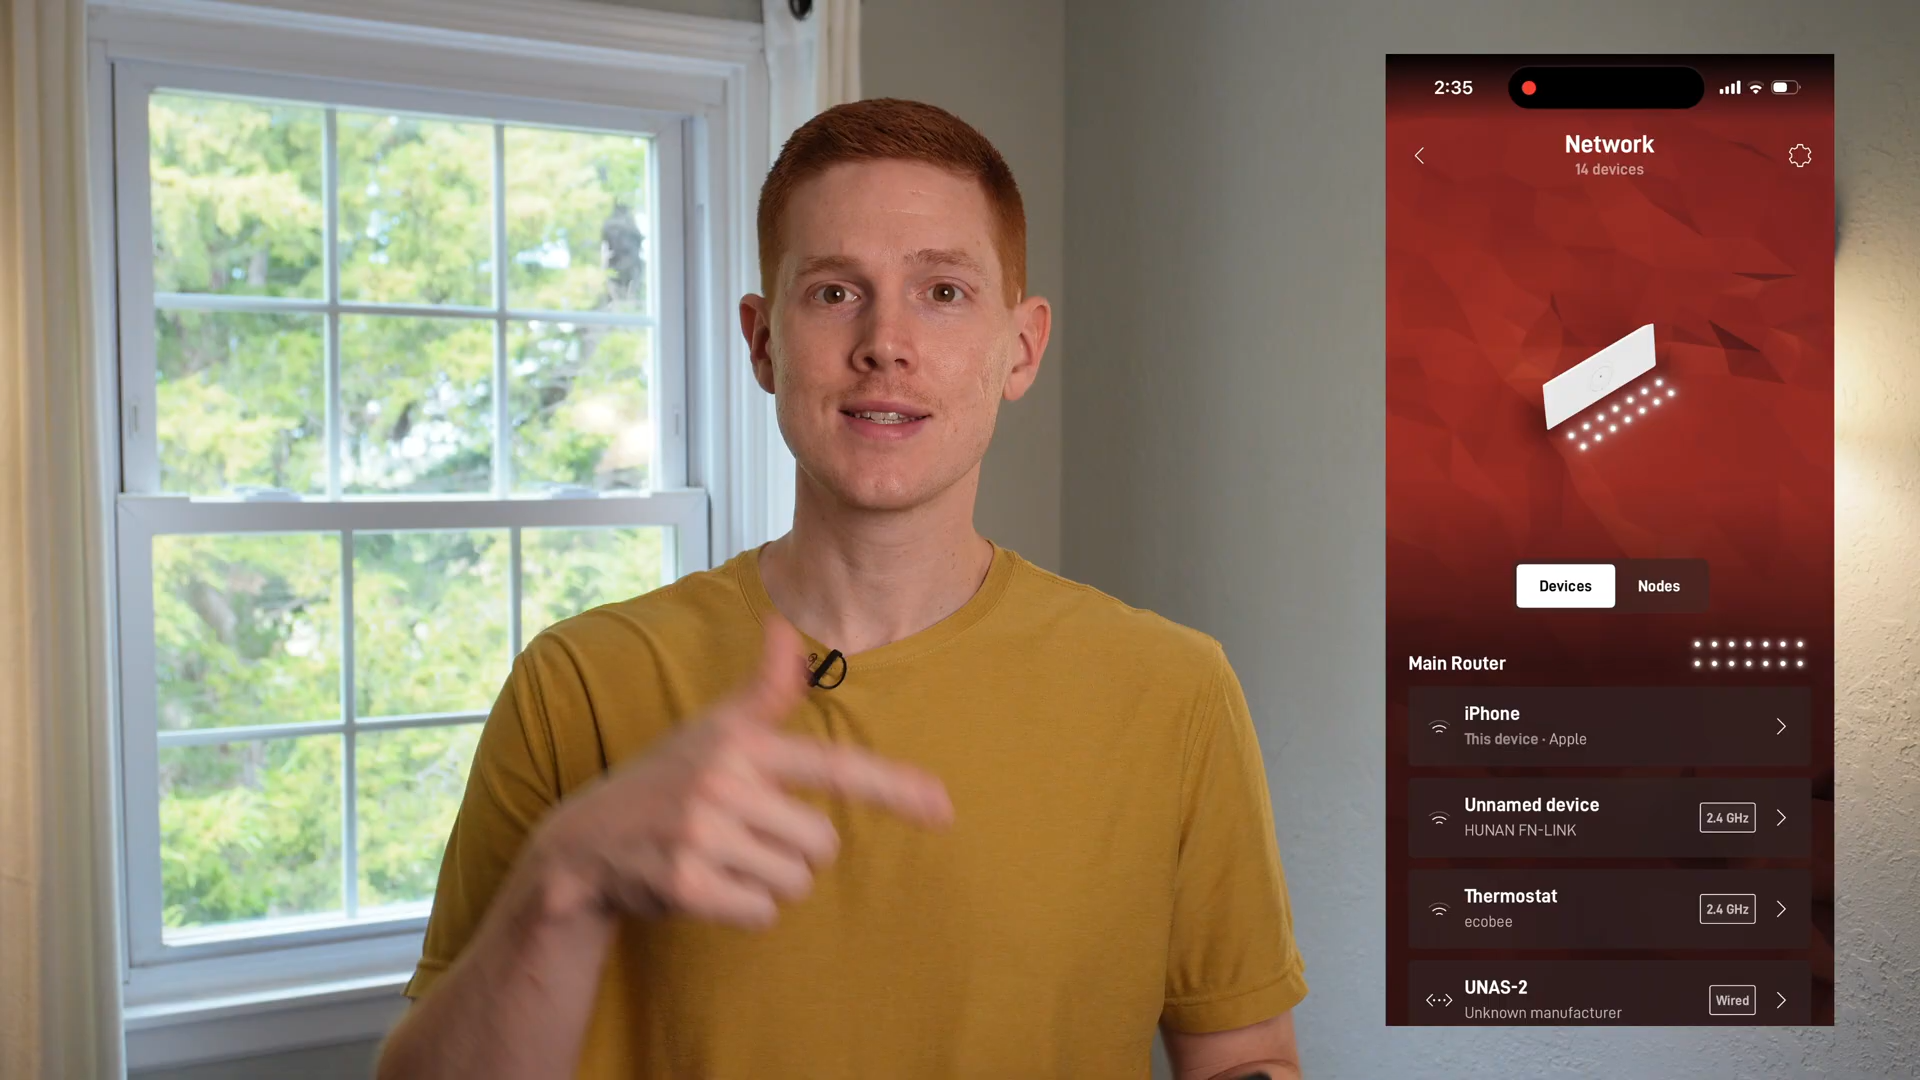 2:35
Network
14 devices
Devices
Nodes
Main Router
iPhone
This device · Apple
Unnamed device
HUNAN FN-LINK
2.4 GHz
Thermostat
ecobee
2.4 GHz
UNAS-2
Unknown manufacturer
Wired